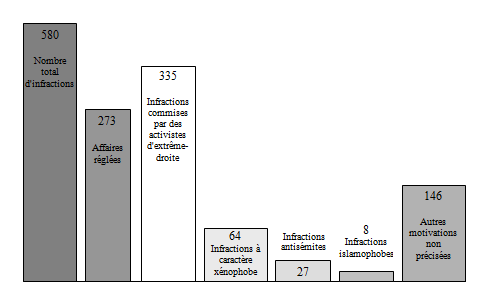 580
Nombre
total
d'infractions
273
Affaires
réglées
335
Infractions
commises
par des
activistes
d'extrême-
droite
64
Infractions à
caractère
xénophobe
Infractions
antisémites
27
8
Infractions
islamophobes
146
Autres
motivations
non
précisées